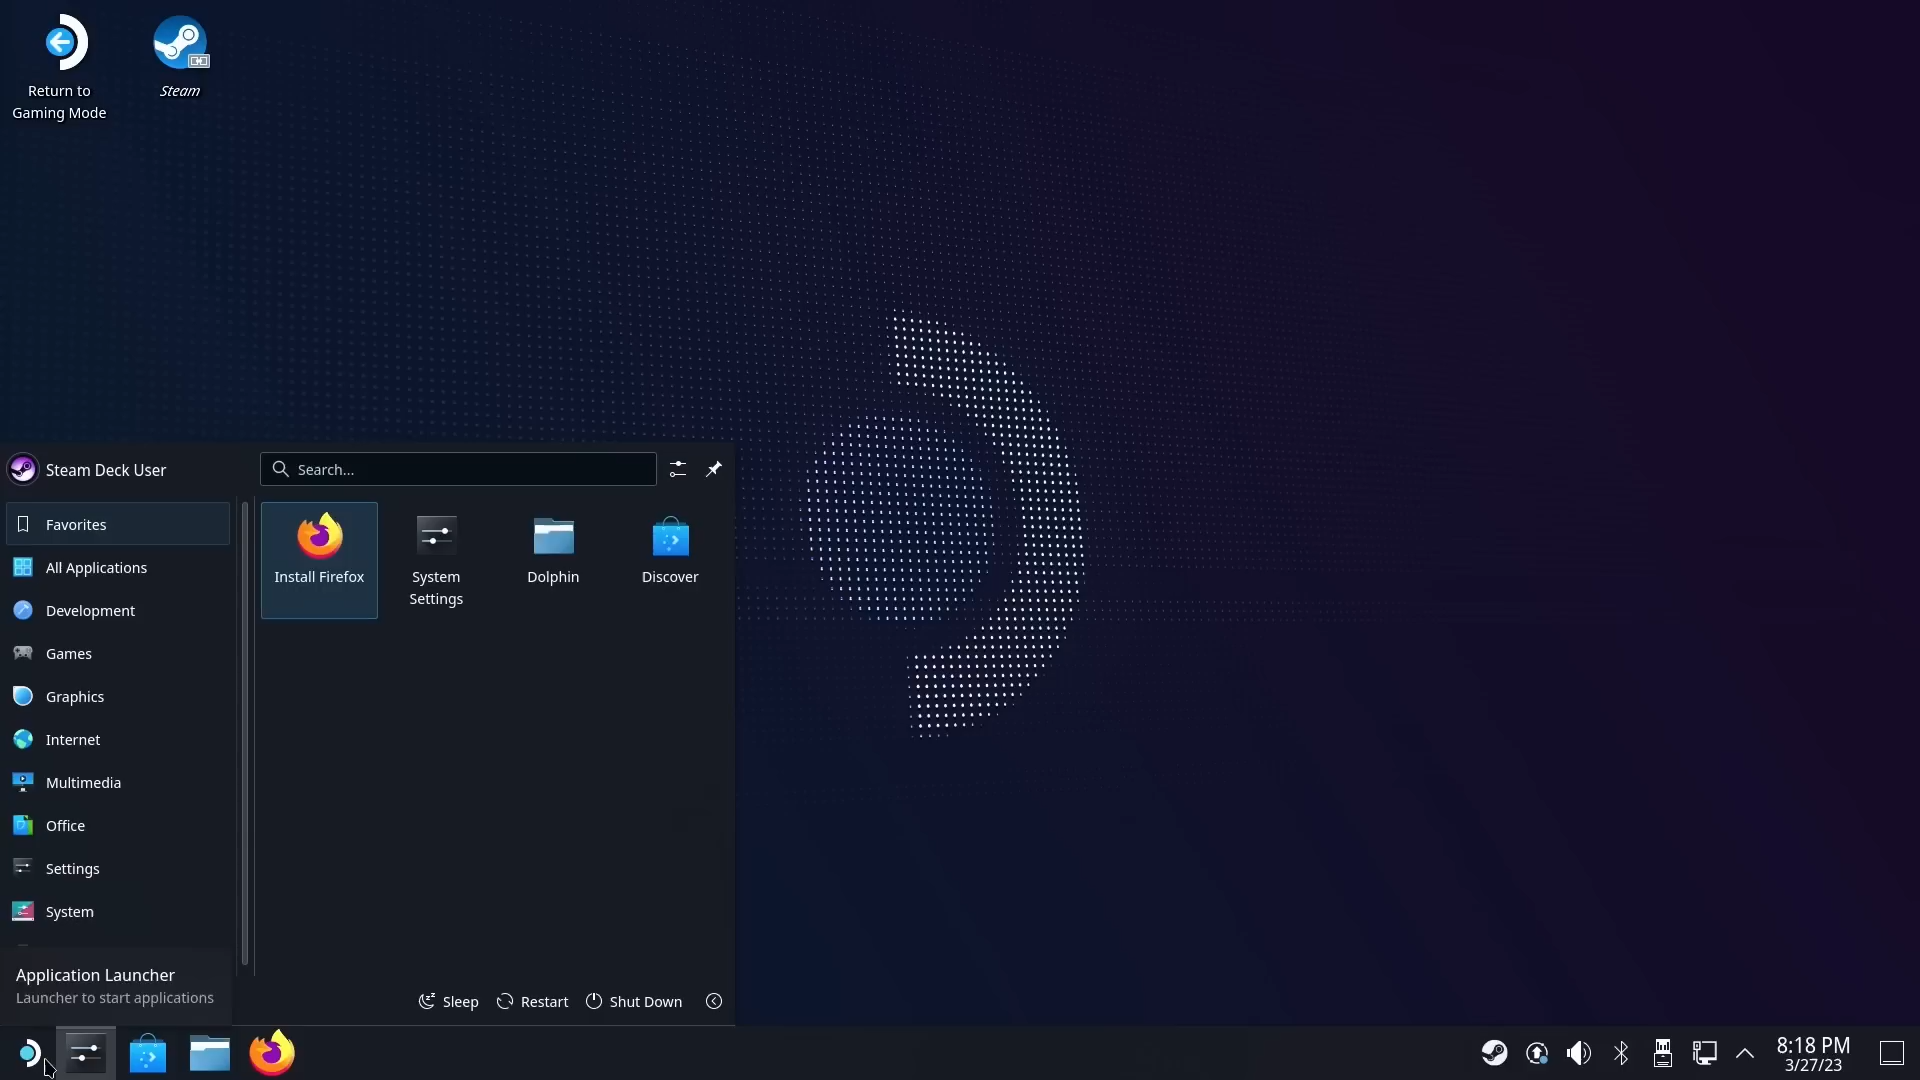 Return to
Gaming Mode
Steam
Steam Deck User
Search...
Favorites
All Applications
Development
Games
Graphics
Internet
Multimedia
Office
Settings
System
Install Firefox
System
Settings
Dolphin
Discover
Application Launcher
Launcher to start applications
Sleep
Restart
Shut Down
8:18 PM
3/27/23